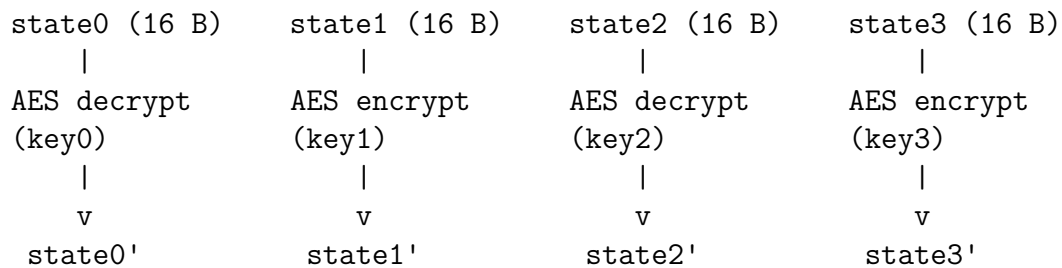 state0 (16 B) state1 (16 B) state2 (16 B) state3 (16 B)
| | | |
AES decrypt AES encrypt AES decrypt AES encrypt
(key0) (key1) (key2) (key3)
| | | |
v v v v
state0' state1' state2' state3'